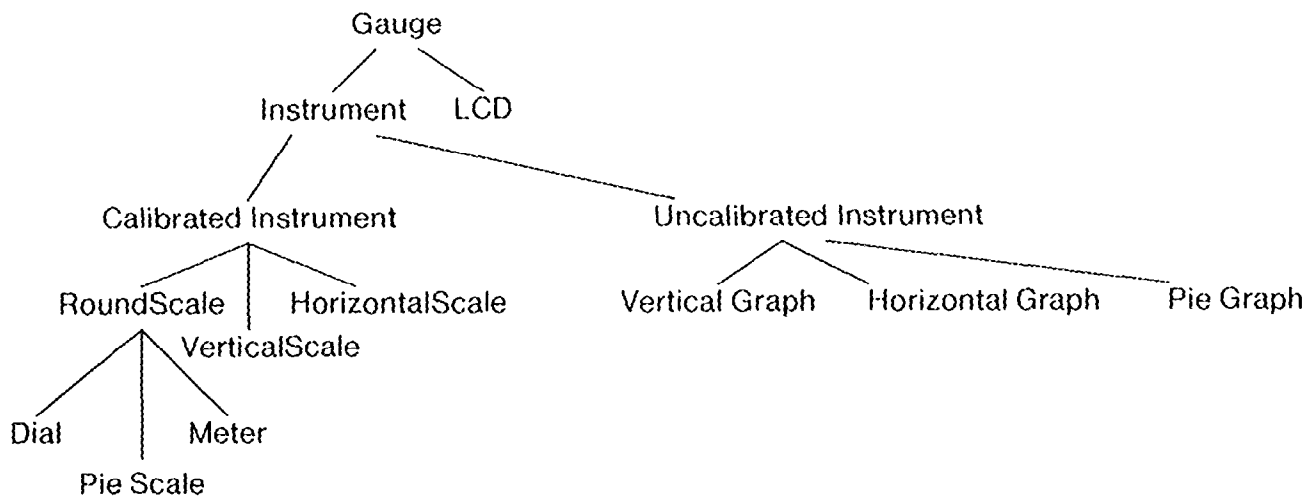 Gauge
Instrument LCD
Calibrated Instrument Uncalibrated Instrument
RoundScale HorizontalScale Vertical Graph Horizontal Graph Pie Graph
VerticalScale
Dial Meter
Pie Scale